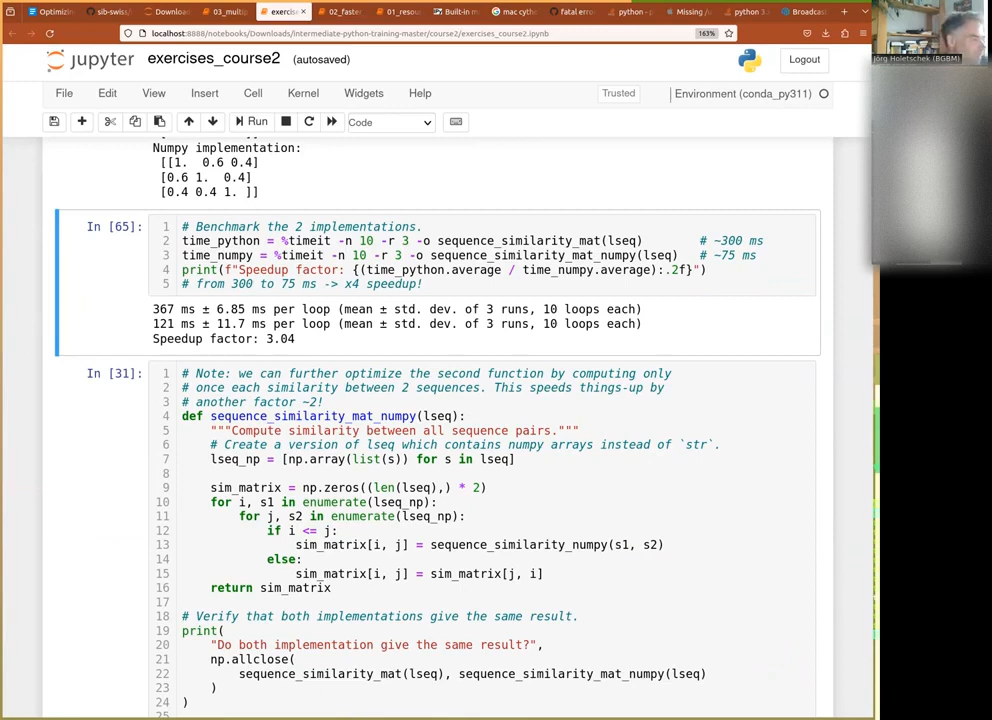 Optimizin
sib-swiss/
Downloa
03_multip
exercise
02_faster
01_resou
Built-in m
mac cyth
fatal erro
python - p
Missing /u
python 3.
Broadcas
localhost:8888/notebooks/Downloads/intermediate-python-training-master/course2/exercises_course2.ipynb
163%
Jörg Holetschek (BGBM)
jupyter exercises_course2 (autosaved)
Logout
File Edit View Insert Cell Kernel Widgets Help
Trusted
Environment (conda_py311)
Run
Code
Numpy implementation:
[[1. 0.6 0.4]
[0.6 1. 0.4]
[0.4 0.4 1. ]]
In [65]:
1 # Benchmark the 2 implementations.
2 time_python = %timeit -n 10 -r 3 -o sequence_similarity_mat(lseq) # ~300 ms
3 time_numpy = %timeit -n 10 -r 3 -o sequence_similarity_mat_numpy(lseq) # ~75 ms
4 print(f"Speedup factor: {(time_python.average / time_numpy.average):.2f}")
5 # from 300 to 75 ms -> x4 speedup!
367 ms ± 6.85 ms per loop (mean ± std. dev. of 3 runs, 10 loops each)
121 ms ± 11.7 ms per loop (mean ± std. dev. of 3 runs, 10 loops each)
Speedup factor: 3.04
In [31]:
1 # Note: we can further optimize the second function by computing only
2 # once each similarity between 2 sequences. This speeds things-up by
3 # another factor ~2!
4 def sequence_similarity_mat_numpy(lseq):
5 """Compute similarity between all sequence pairs."""
6 # Create a version of lseq which contains numpy arrays instead of `str`.
7 lseq_np = [np.array(list(s)) for s in lseq]
8
9 sim_matrix = np.zeros((len(lseq),) * 2)
10 for i, s1 in enumerate(lseq_np):
11 for j, s2 in enumerate(lseq_np):
12 if i <= j:
13 sim_matrix[i, j] = sequence_similarity_numpy(s1, s2)
14 else:
15 sim_matrix[i, j] = sim_matrix[j, i]
16 return sim_matrix
17
18 # Verify that both implementations give the same result.
19 print(
20 "Do both implementation give the same result?",
21 np.allclose(
22 sequence_similarity_mat(lseq), sequence_similarity_mat_numpy(lseq)
23 )
24 )
25